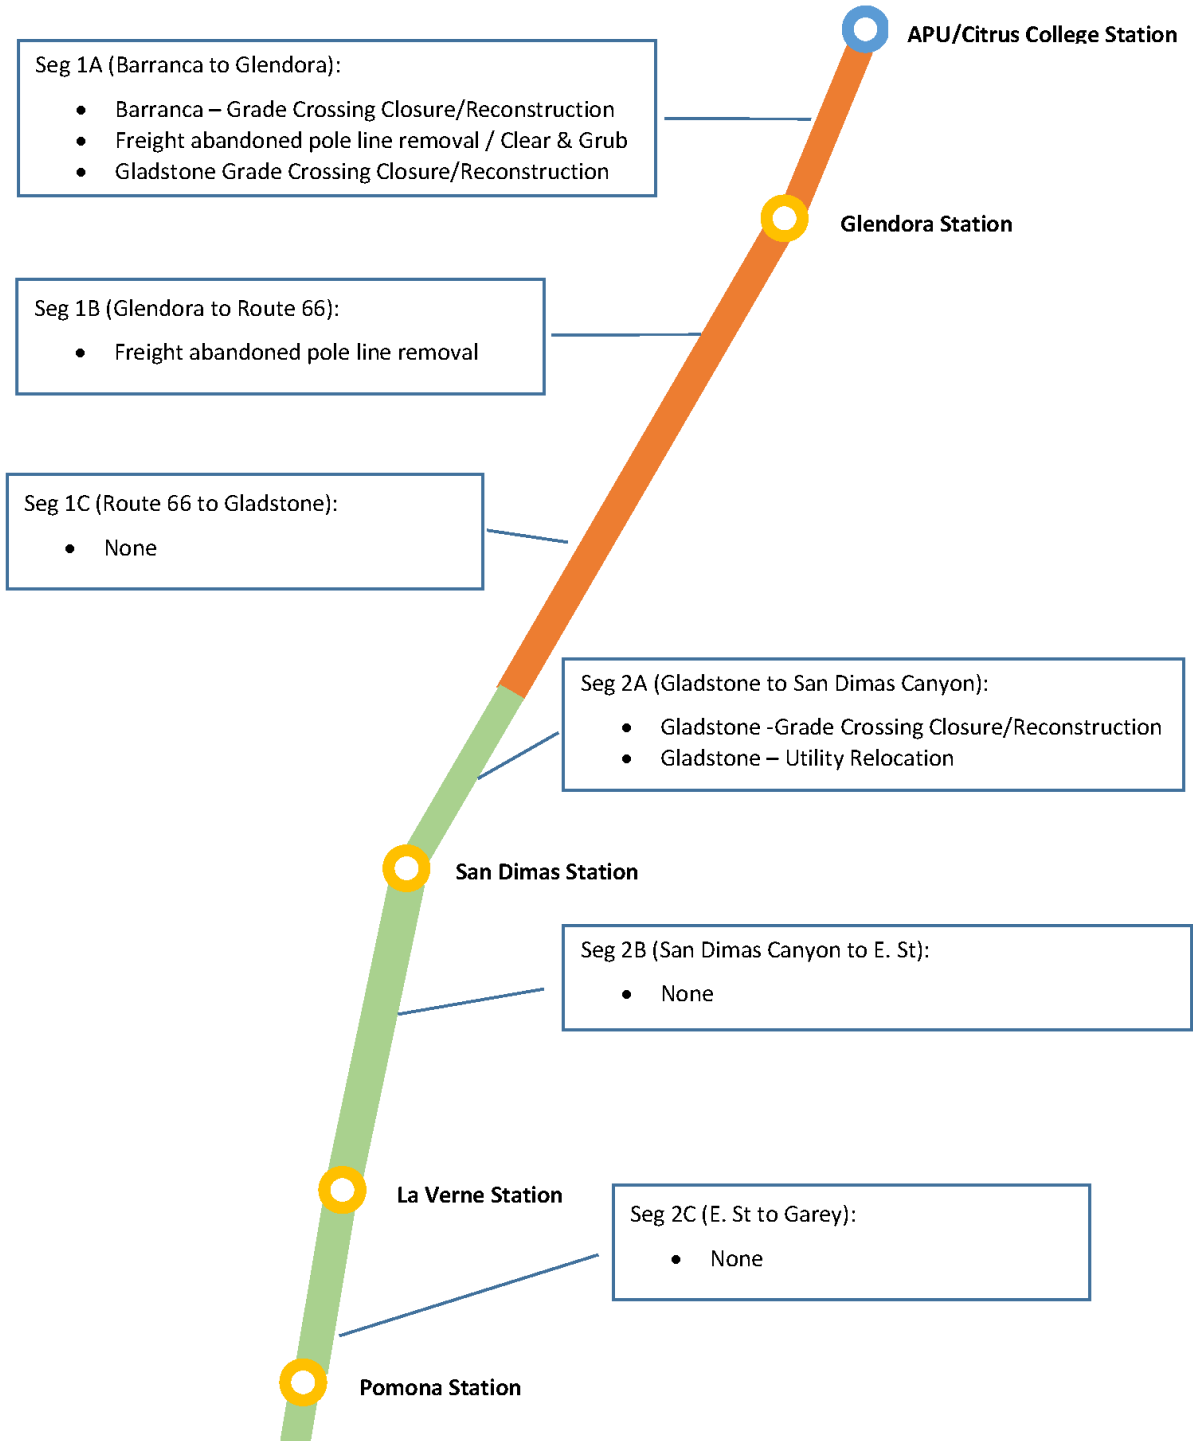 APU/Citrus College Station
Seg 1A (Barranca to Glendora):
• Barranca – Grade Crossing Closure/Reconstruction
• Freight abandoned pole line removal / Clear & Grub
• Gladstone Grade Crossing Closure/Reconstruction
Glendora Station
Seg 1B (Glendora to Route 66):
• Freight abandoned pole line removal
Seg 1C (Route 66 to Gladstone):
• None
Seg 2A (Gladstone to San Dimas Canyon):
• Gladstone -Grade Crossing Closure/Reconstruction
• Gladstone – Utility Relocation
San Dimas Station
Seg 2B (San Dimas Canyon to E. St):
• None
La Verne Station
Seg 2C (E. St to Garey):
• None
Pomona Station